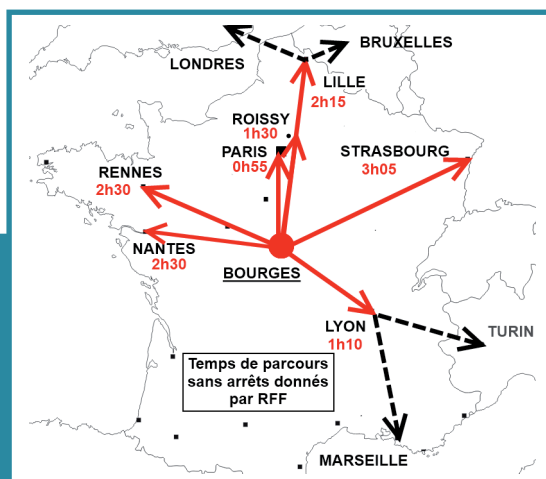 BRUXELLES
LONDRES
LILLE
2h15
ROISSY
1h30
PARIS
0h55
STRASBOURG
3h05
RENNES
2h30
NANTES
2h30
BOURGES
LYON
1h10
TURIN
Temps de parcours
sans arrêts donnés
par RFF
MARSEILLE